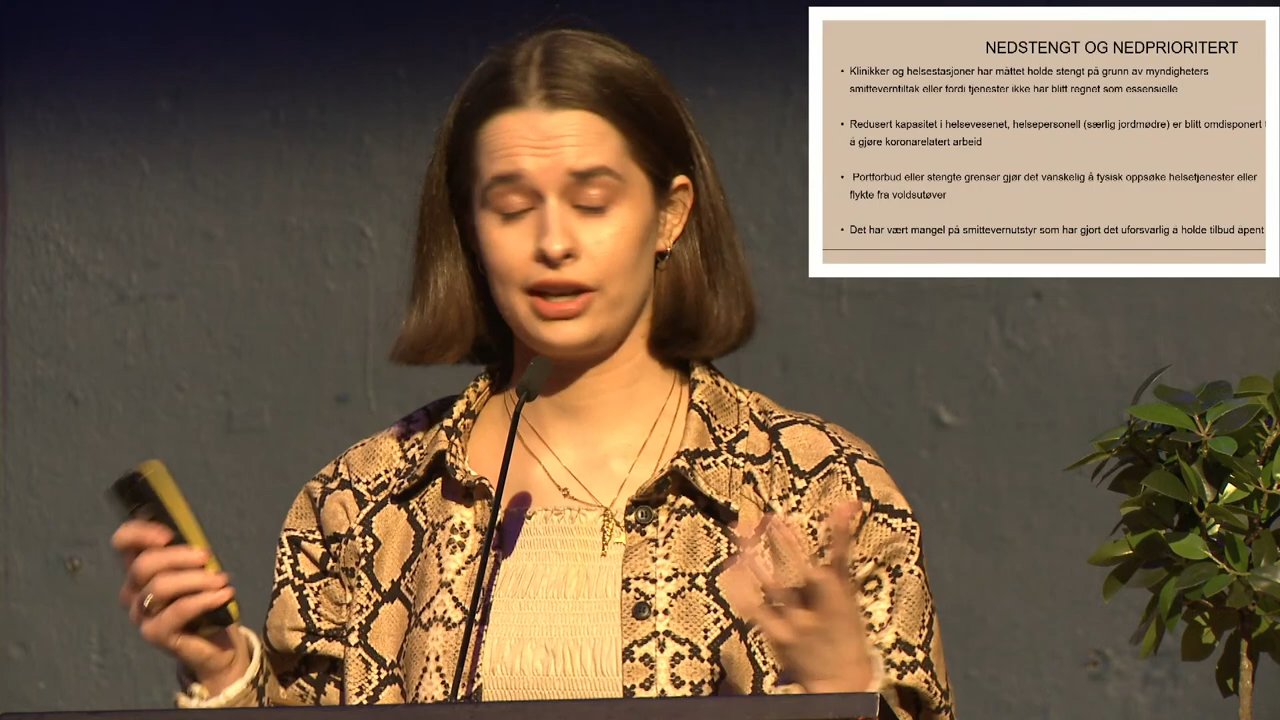 NEDSTENGT OG NEDPRIORITERT
• Klinikker og helsestasjoner har måttet holde stengt på grunn av myndigheters
smitteverntiltak eller fordi tjenester ikke har blitt regnet som essensielle
• Redusert kapasitet i helsevesenet, helsepersonell (særlig jordmødre) er blitt omdisponert
å gjøre koronarelatert arbeid
• Portforbud eller stengte grenser gjør det vanskelig å fysisk oppsøke helsetjenester eller
flykte fra voldsutøver
• Det har vært mangel på smittevernutstyr som har gjort det uforsvarlig å holde tilbud åpent